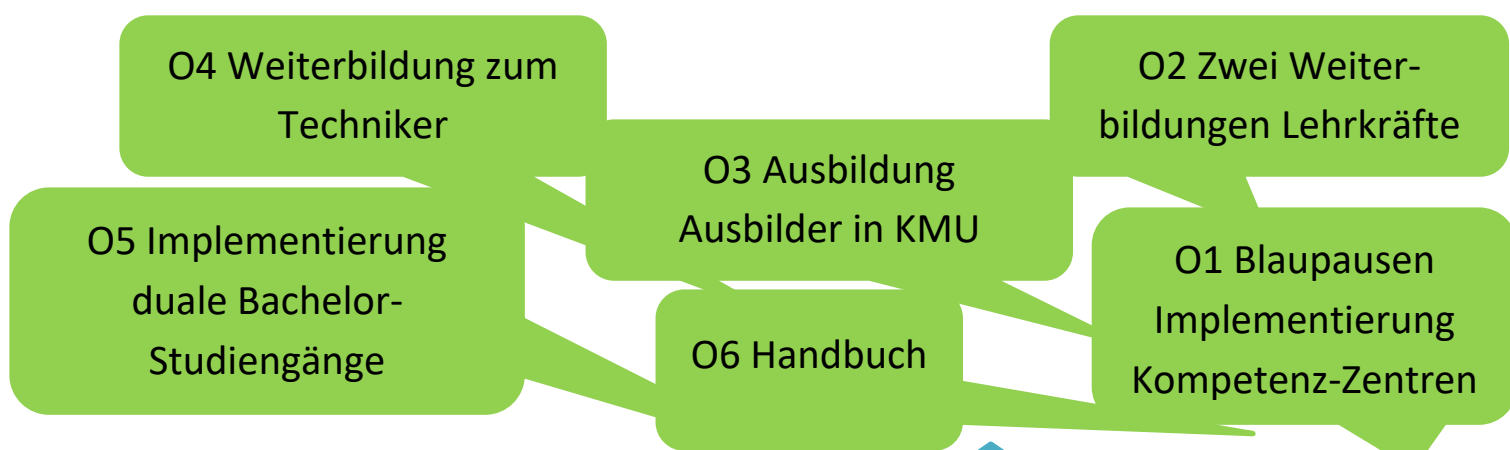 O4 Weiterbildung zum
Techniker
O2 Zwei Weiter-
bildungen Lehrkräfte
O3 Ausbildung
Ausbilder in KMU
O5 Implementierung
duale Bachelor-
Studiengänge
O1 Blaupausen
Implementierung
Kompetenz-Zentren
O6 Handbuch